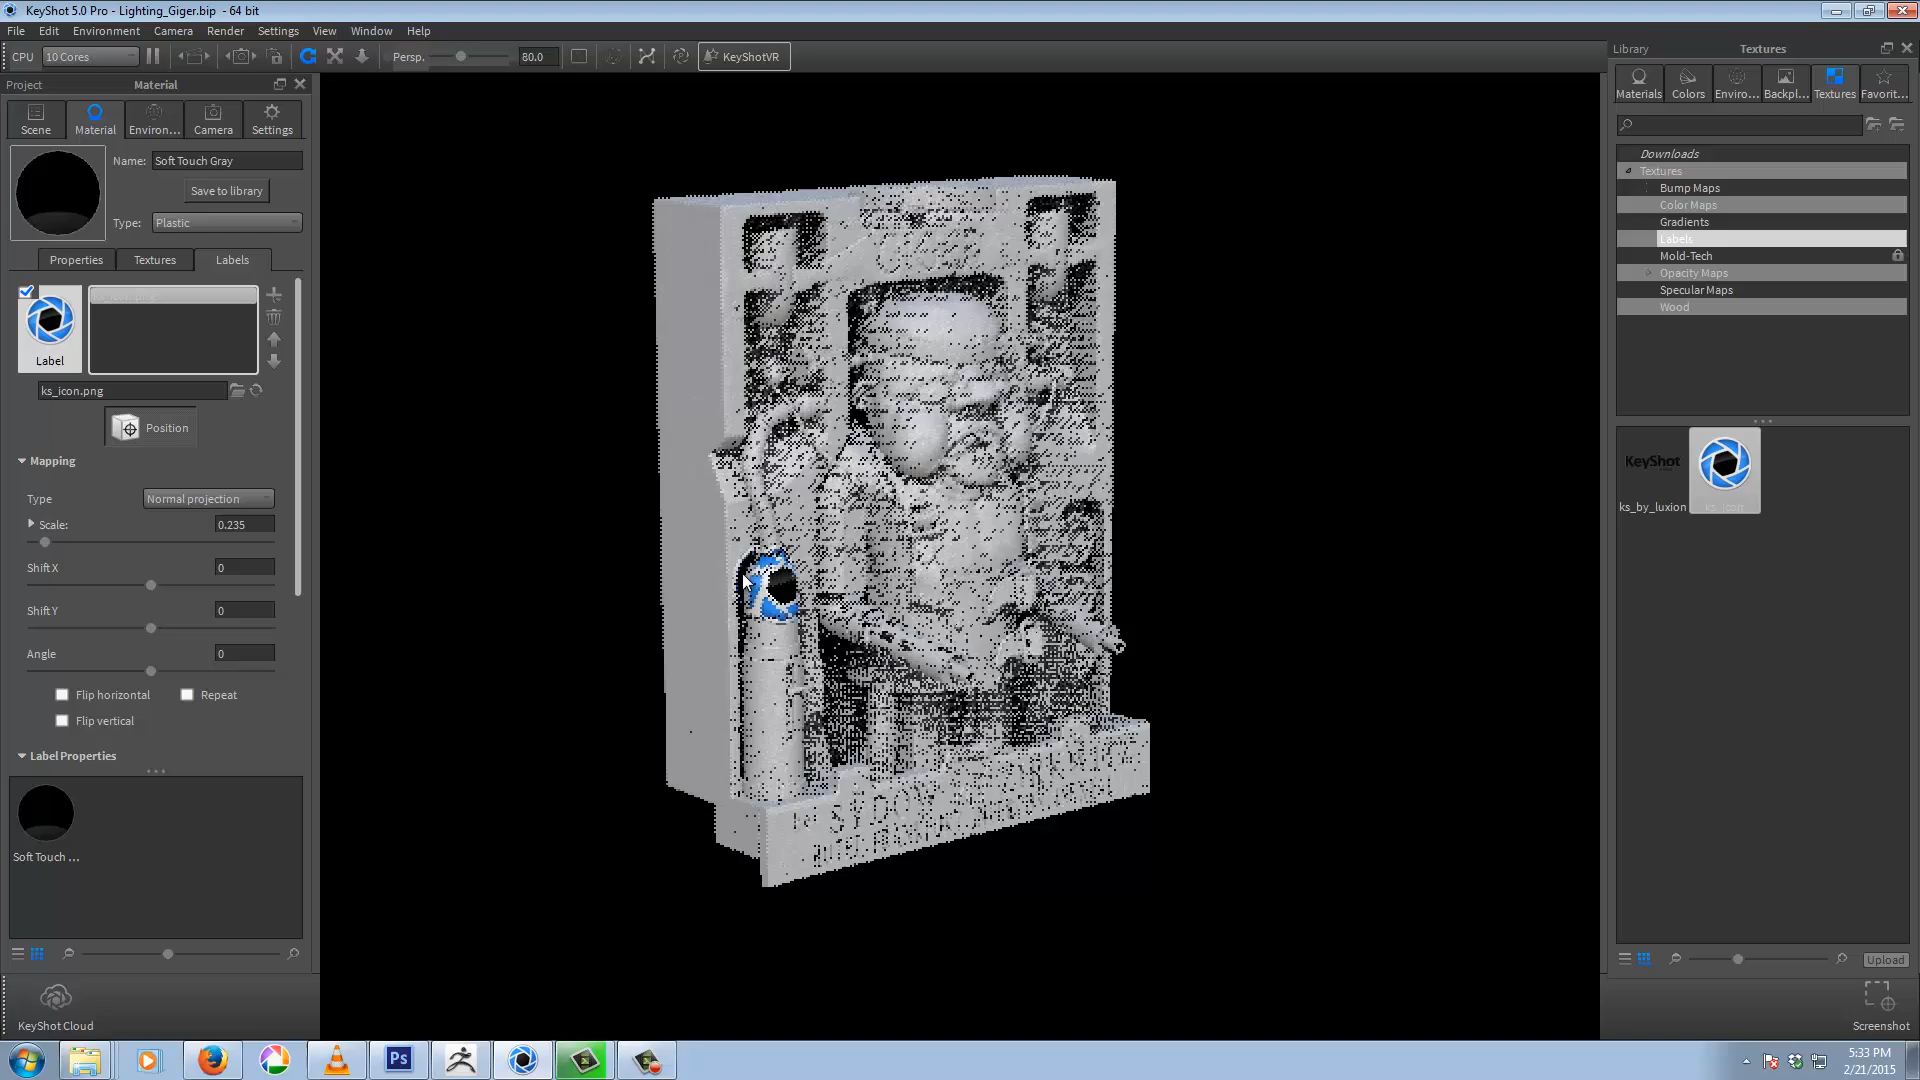 KeyShot 5.0 Pro - Lighting_Giger.bip - 64 bit
File Edit Environment Camera Render Settings View Window Help
CPU 10 Cores Persp. 80.0 KeyShotVR
Project Material
Scene Material Environ... Camera Settings
Name: Soft Touch Gray
Save to library
Type: Plastic
Properties Textures Labels
Label
ks_icon.png
Position
Mapping
Type Normal projection
Scale: 0.235
Shift X 0
Shift Y 0
Angle 0
Flip horizontal Repeat
Flip vertical
Label Properties
Soft Touch ...
KeyShot Cloud
Library Textures
Materials Colors Enviro... Backpl... Textures Favorit...
Downloads
Textures
Bump Maps
Color Maps
Gradients
Labels
Mold-Tech
Opacity Maps
Specular Maps
Wood
KeyShot
ks_by_luxion ks_icon
Upload
Screenshot
Ps
5:33 PM
2/21/2015